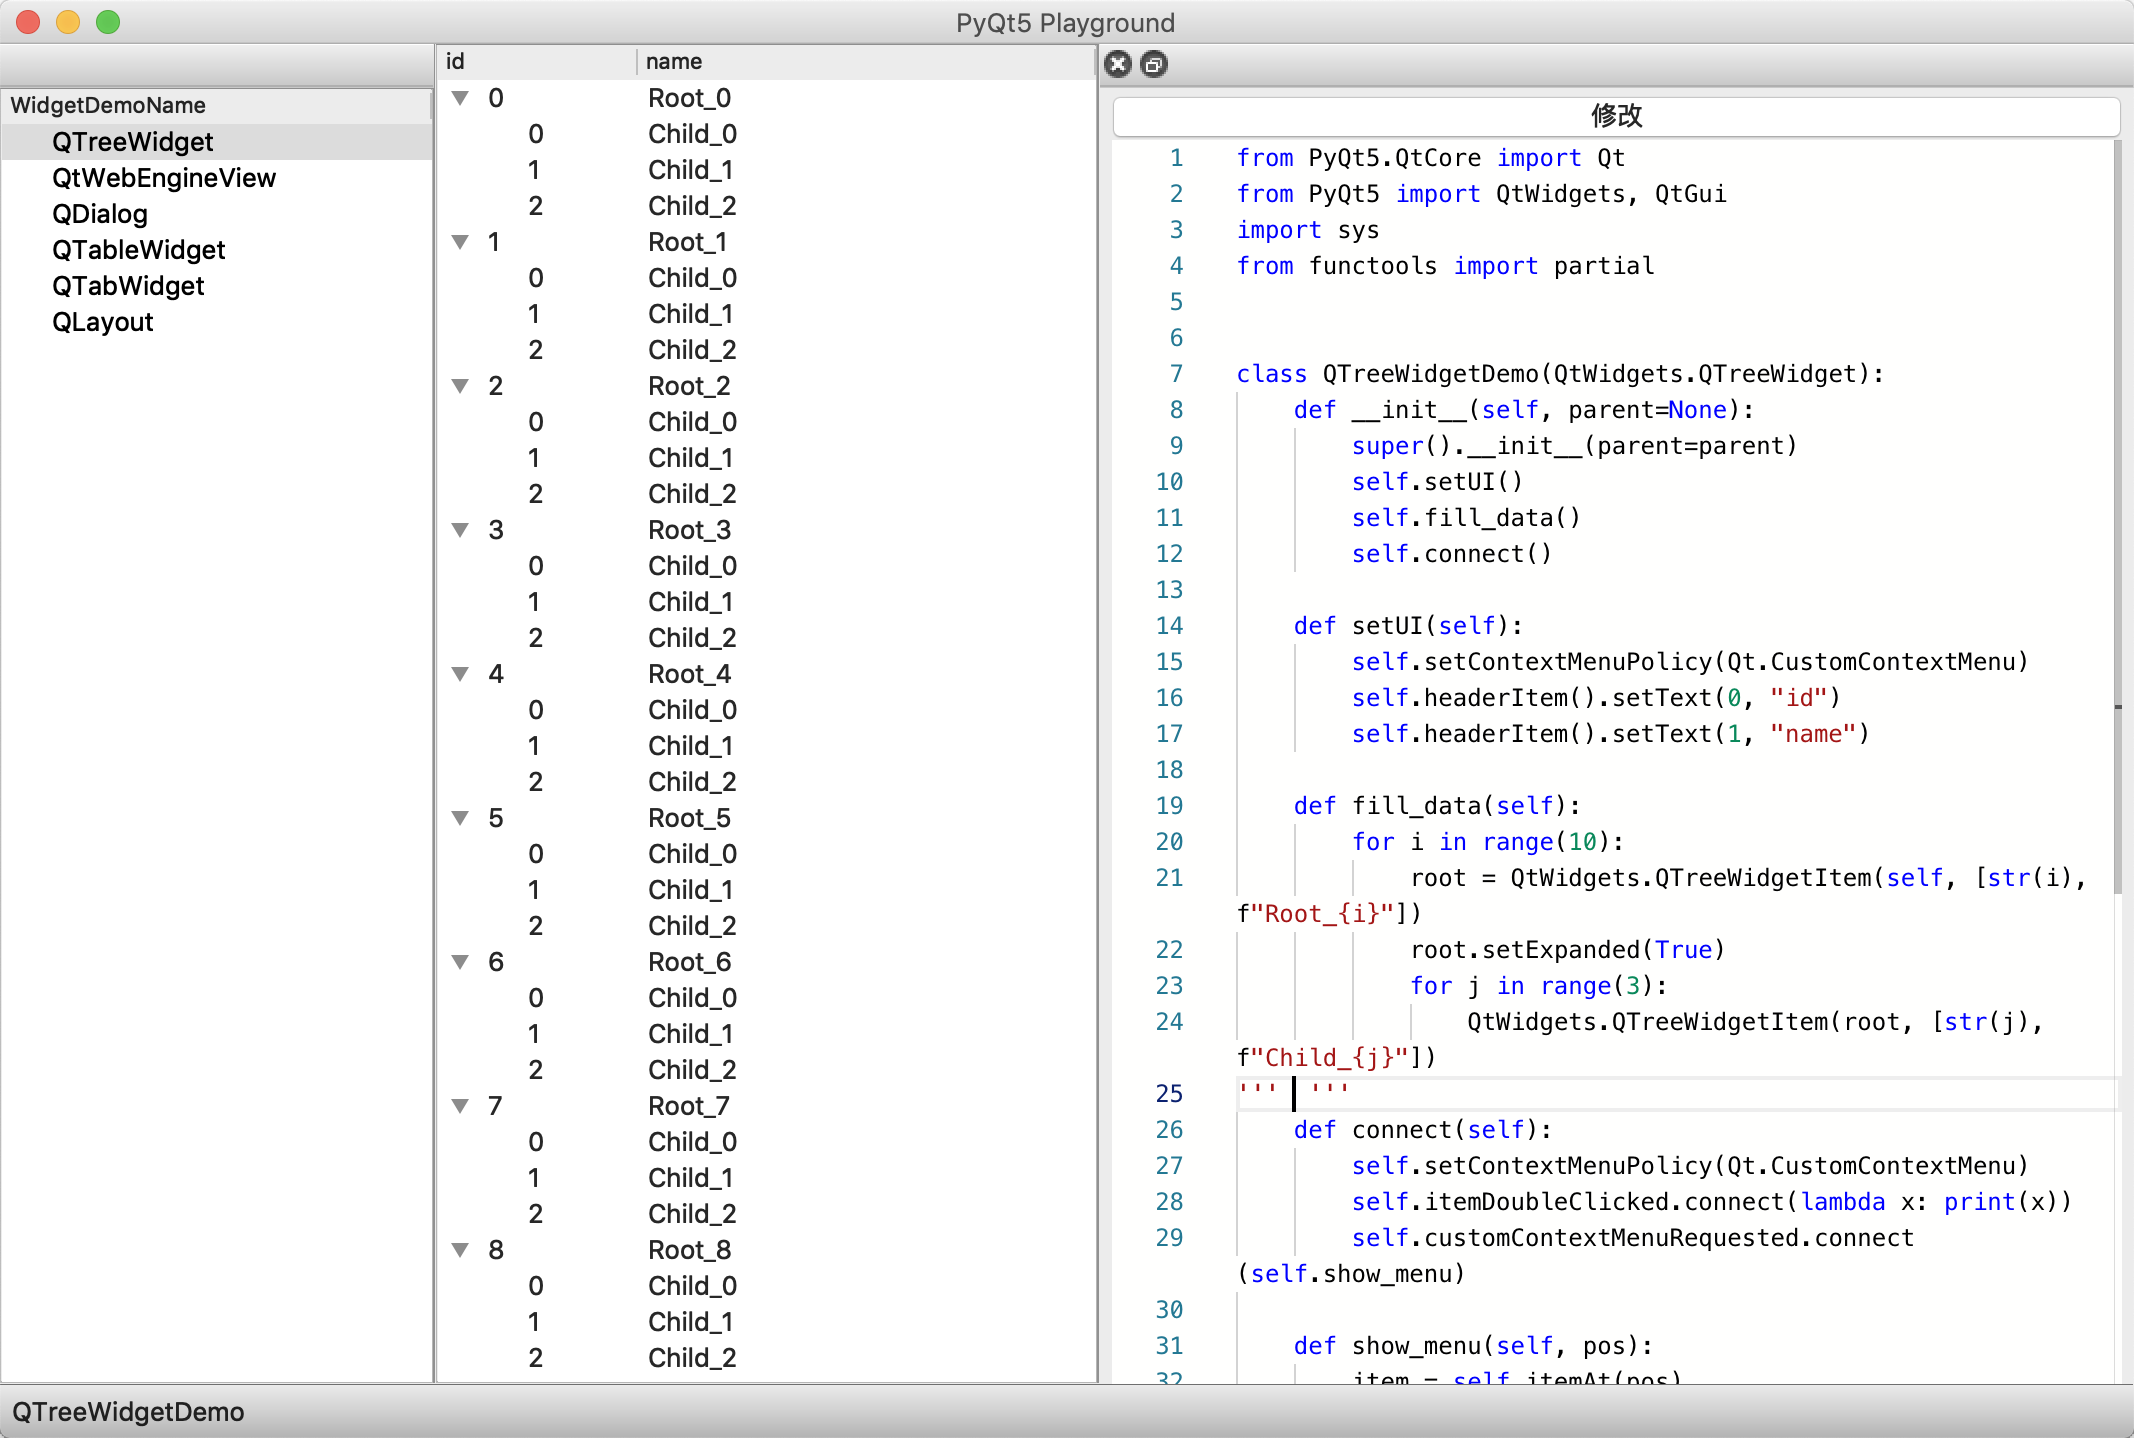 PyQt5 Playground
WidgetDemoName
QTreeWidget
QtWebEngineView
QDialog
QTableWidget
QTabWidget
QLayout
id name
0 Root_0
0 Child_0
1 Child_1
2 Child_2
1 Root_1
0 Child_0
1 Child_1
2 Child_2
2 Root_2
0 Child_0
1 Child_1
2 Child_2
3 Root_3
0 Child_0
1 Child_1
2 Child_2
4 Root_4
0 Child_0
1 Child_1
2 Child_2
5 Root_5
0 Child_0
1 Child_1
2 Child_2
6 Root_6
0 Child_0
1 Child_1
2 Child_2
7 Root_7
0 Child_0
1 Child_1
2 Child_2
8 Root_8
0 Child_0
1 Child_1
2 Child_2
修改
1 from PyQt5.QtCore import Qt
2 from PyQt5 import QtWidgets, QtGui
3 import sys
4 from functools import partial
5
6
7 class QTreeWidgetDemo(QtWidgets.QTreeWidget):
8     def __init__(self, parent=None):
9         super().__init__(parent=parent)
10         self.setUI()
11         self.fill_data()
12         self.connect()
13
14     def setUI(self):
15         self.setContextMenuPolicy(Qt.CustomContextMenu)
16         self.headerItem().setText(0, "id")
17         self.headerItem().setText(1, "name")
18
19     def fill_data(self):
20         for i in range(10):
21             root = QtWidgets.QTreeWidgetItem(self, [str(i),
f"Root_{i}"])
22             root.setExpanded(True)
23             for j in range(3):
24                 QtWidgets.QTreeWidgetItem(root, [str(j),
f"Child_{j}"])
25 '''  '''
26     def connect(self):
27         self.setContextMenuPolicy(Qt.CustomContextMenu)
28         self.itemDoubleClicked.connect(lambda x: print(x))
29         self.customContextMenuRequested.connect
(self.show_menu)
30
31     def show_menu(self, pos):
32         item = self.itemAt(pos)
QTreeWidgetDemo